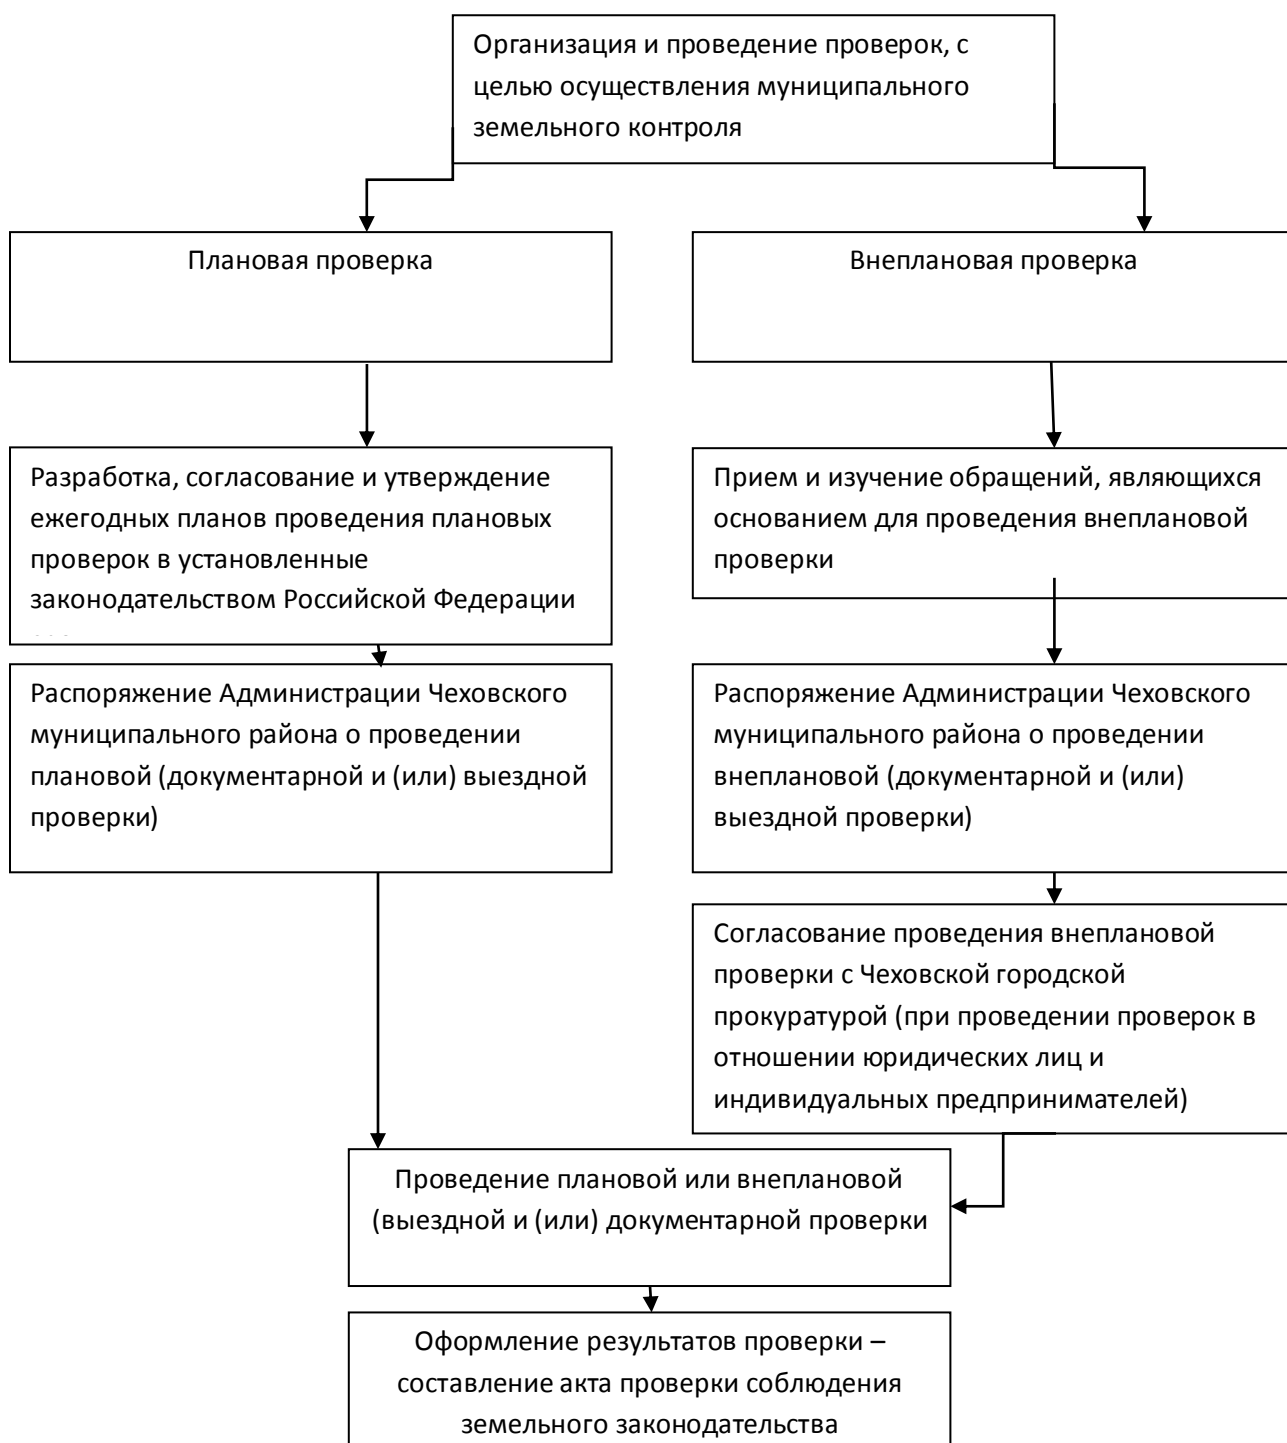 Организация и проведение проверок, с
целью осуществления муниципального
земельного контроля
Плановая проверка
Внеплановая проверка
Разработка, согласование и утверждение
ежегодных планов проведения плановых
проверок в установленные
законодательством Российской Федерации
Прием и изучение обращений, являющихся
основанием для проведения внеплановой
проверки
Распоряжение Администрации Чеховского
муниципального района о проведении
плановой (документарной и (или) выездной
проверки)
Распоряжение Администрации Чеховского
муниципального района о проведении
внеплановой (документарной и (или)
выездной проверки)
Согласование проведения внеплановой
проверки с Чеховской городской
прокуратурой (при проведении проверок в
отношении юридических лиц и
индивидуальных предпринимателей)
Проведение плановой или внеплановой
(выездной и (или) документарной проверки
Оформление результатов проверки –
составление акта проверки соблюдения
земельного законодательства